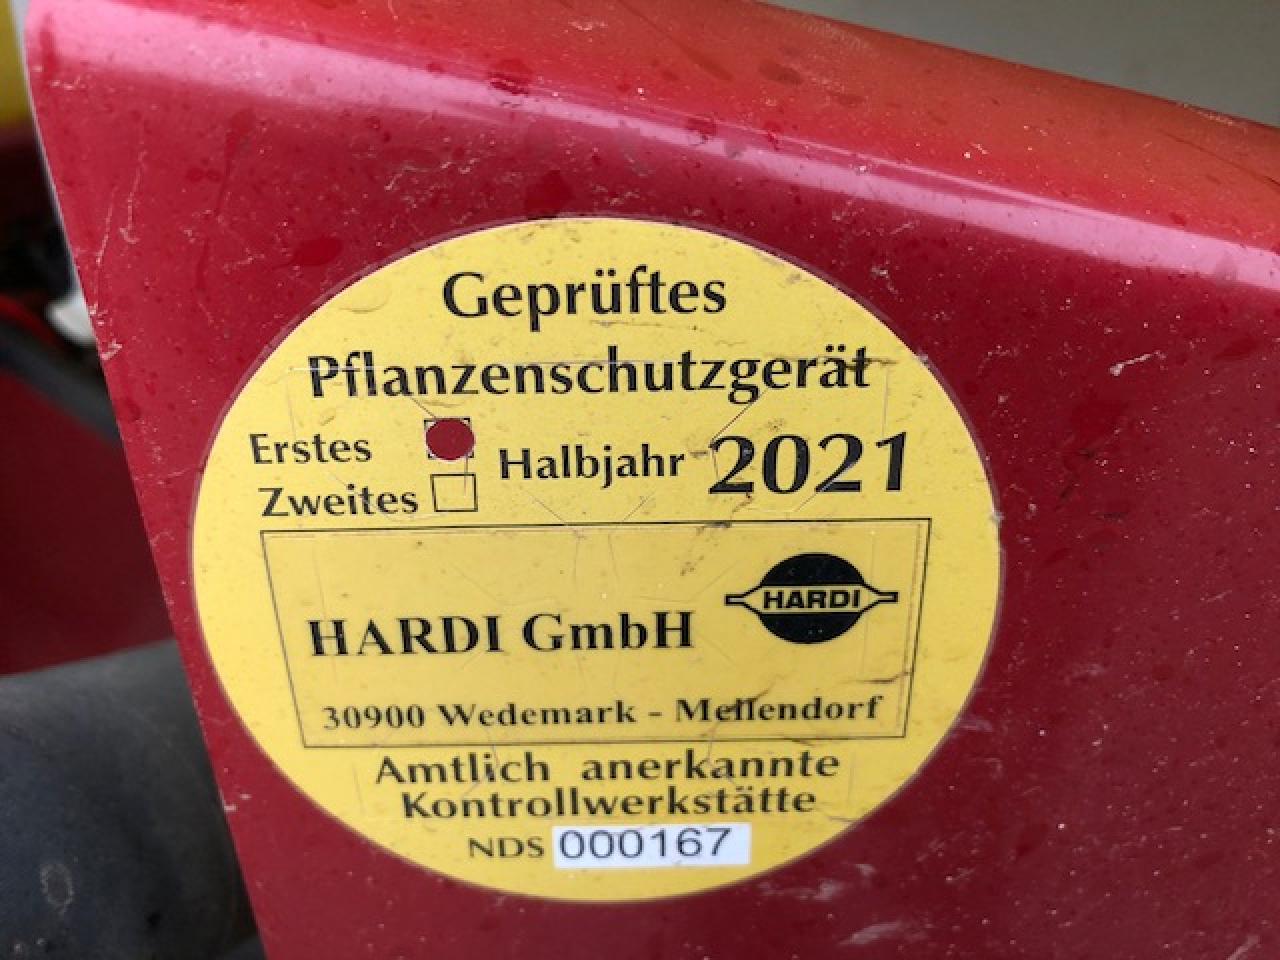 Geprüftes
Pflanzenschutzgerät
Erstes
Zweites
Halbjahr 2021
HARDI
HARDI GmbH
30900 Wedemark - Mellendorf
Amtlich anerkannte
Kontrollwerkstätte
NDS 000167